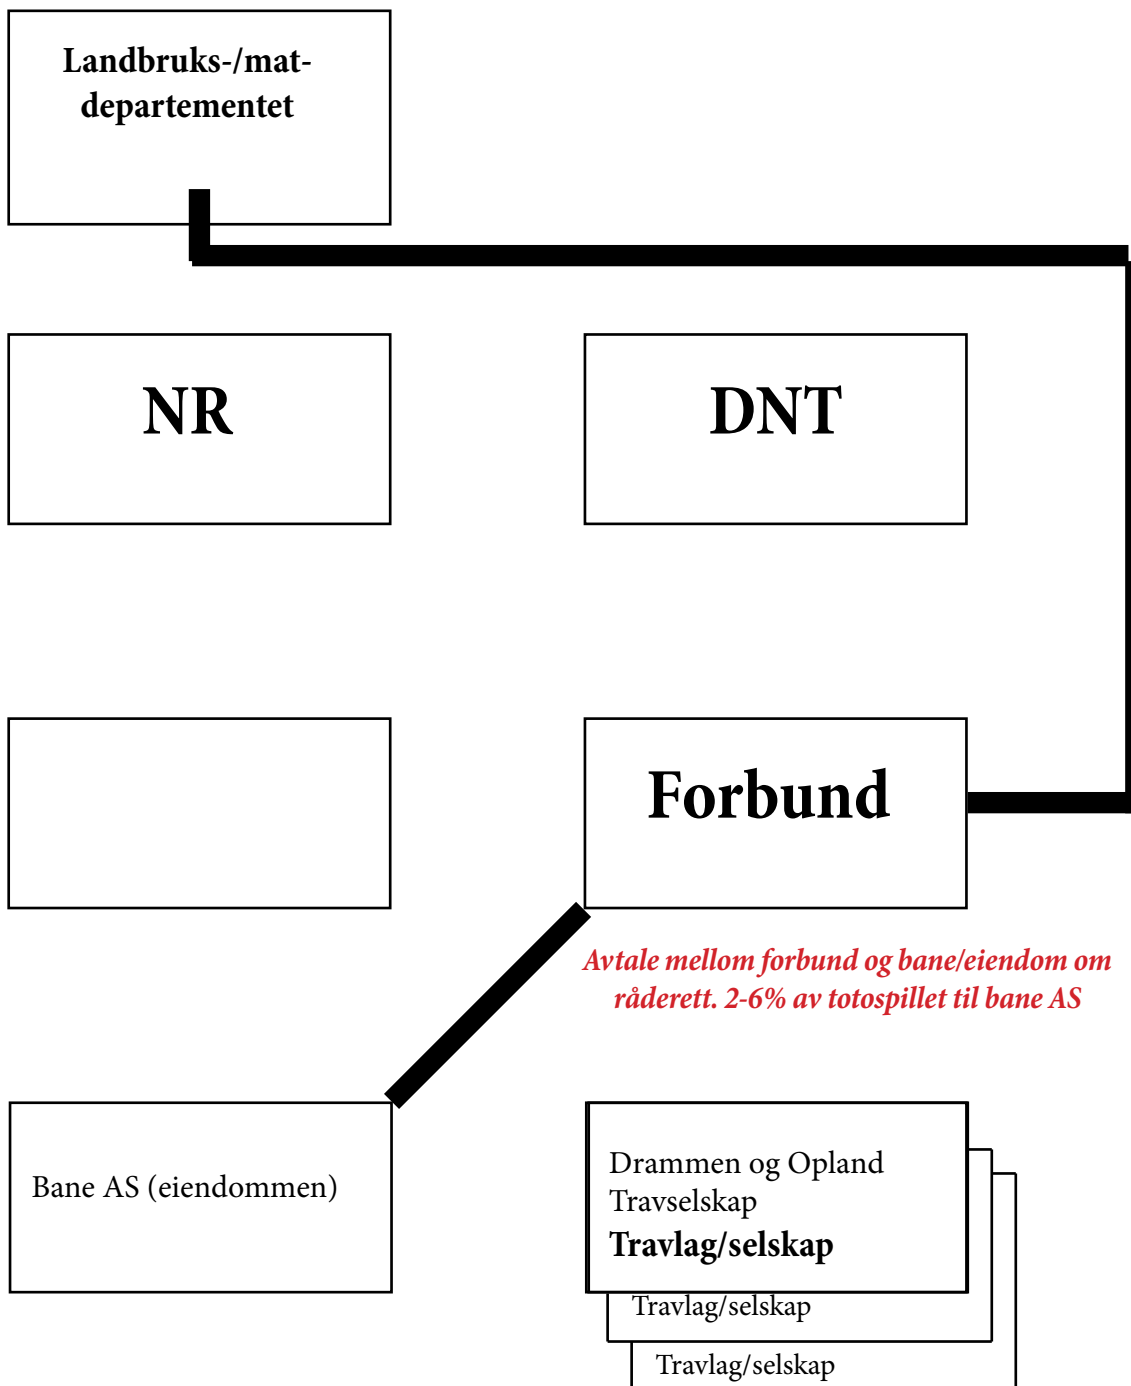 Landbruks-/mat-
departementet
NR
DNT
Forbund
Avtale mellom forbund og bane/eiendom om
råderett. 2-6% av totospillet til bane AS
Bane AS (eiendommen)
Drammen og Opland
Travselskap
Travlag/selskap
Travlag/selskap
Travlag/selskap